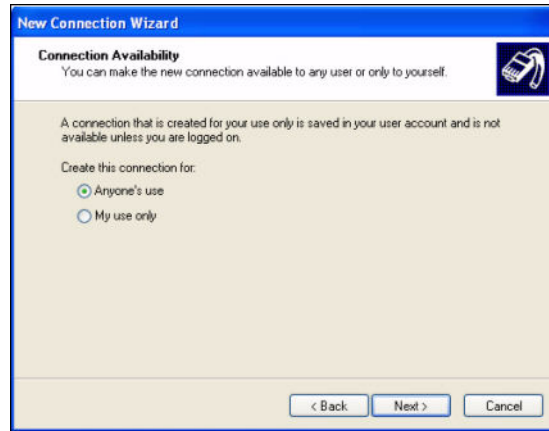 New Connection Wizard
Connection Availability
You can make the new connection available to any user or only to yourself.
A connection that is created for your use only is saved in your user account and is not
available unless you are logged on.
Create this connection for:
Anyone's use
My use only
< Back
Next >
Cancel